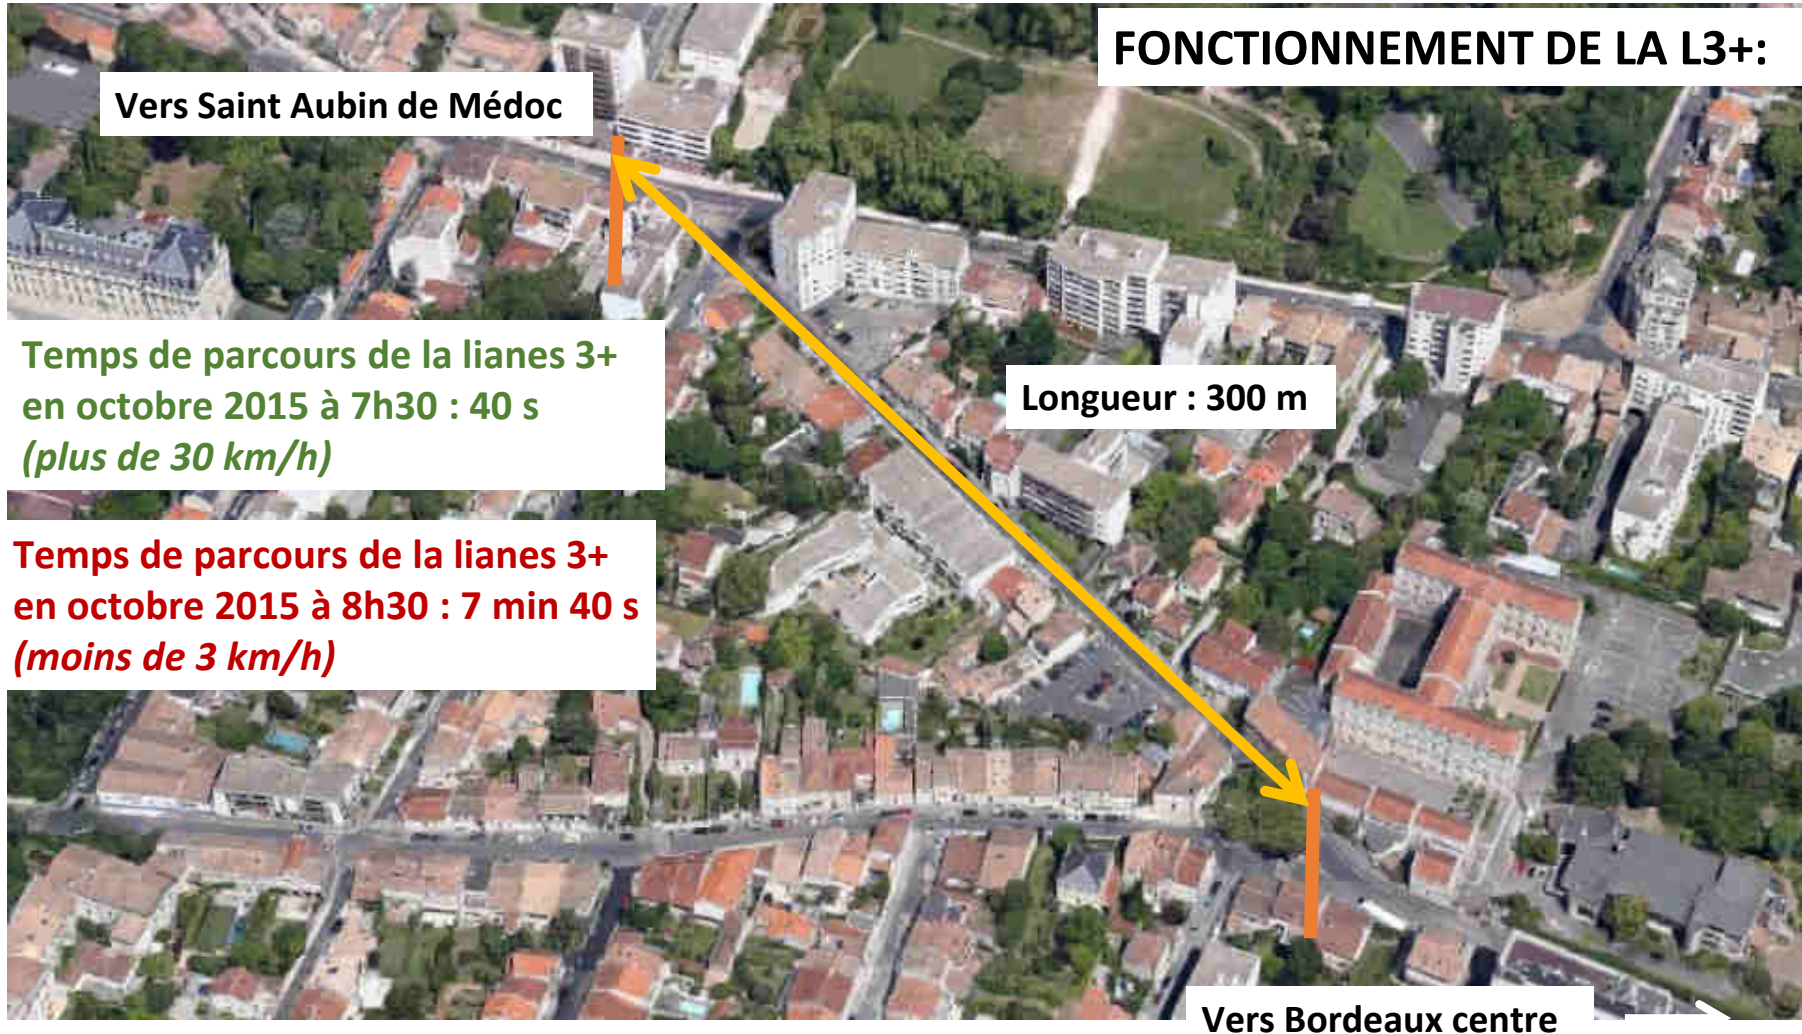 FONCTIONNEMENT DE LA L3+:
Vers Saint Aubin de Médoc
Temps de parcours de la lianes 3+
en octobre 2015 à 7h30 : 40 s
(plus de 30 km/h)
Longueur : 300 m
Temps de parcours de la lianes 3+
en octobre 2015 à 8h30 : 7 min 40 s
(moins de 3 km/h)
Vers Bordeaux centre